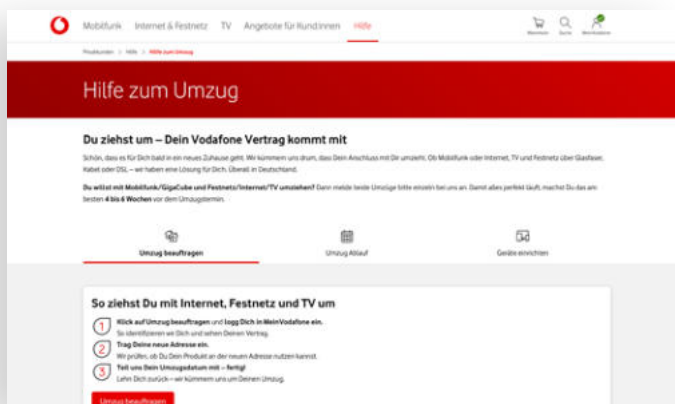 Mobilfunk Internet & Festnetz TV Angebote für Kund:innen Hilfe
Warenkorb Suche MeinVodafone
Privatkunden > Hilfe > Hilfe zum Umzug
Hilfe zum Umzug
Du ziehst um – Dein Vodafone Vertrag kommt mit
Schön, dass es für Dich bald in ein neues Zuhause geht. Wir kümmern uns drum, dass Dein Anschluss mit Dir umzieht. Ob Mobilfunk oder Internet, TV und Festnetz über Glasfaser,
Kabel oder DSL – wir haben eine Lösung für Dich. Überall in Deutschland.
Du willst mit Mobilfunk/GigaCube und Festnetz/Internet/TV umziehen? Dann melde beide Umzüge bitte einzeln bei uns an. Damit alles perfekt läuft, machst Du das am
besten 4 bis 6 Wochen vor dem Umzugstermin.
Umzug beauftragen Umzug Ablauf Geräte einrichten
So ziehst Du mit Internet, Festnetz und TV um
1 Klick auf Umzug beauftragen und logg Dich in MeinVodafone ein.
So identifizieren wir Dich und sehen Deinen Vertrag.
2 Trag Deine neue Adresse ein.
Wir prüfen, ob Du Dein Produkt an der neuen Adresse nutzen kannst.
3 Teil uns Dein Umzugsdatum mit – fertig!
Lehn Dich zurück – wir kümmern uns um Deinen Umzug.
Umzug beauftragen